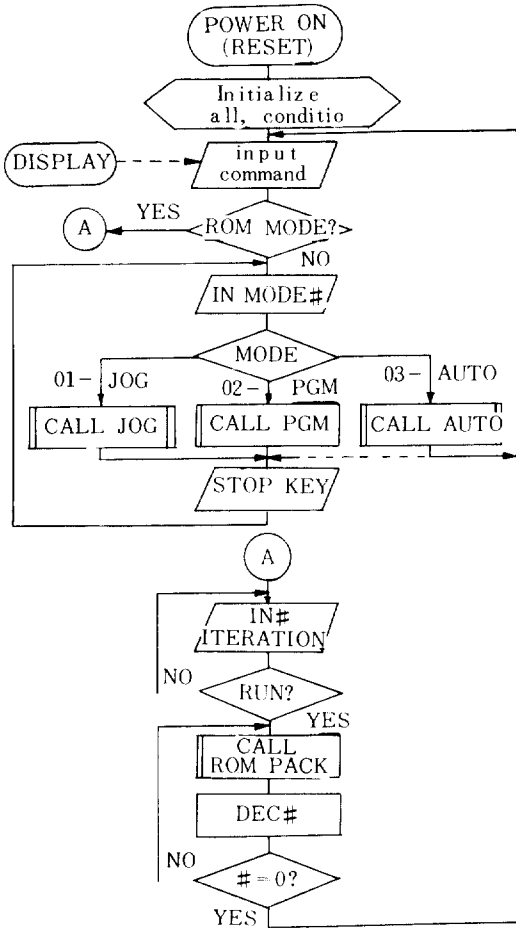 POWER ON
(RESET)
Initialize
all, conditio
DISPLAY
input
command
YES
A
ROM MODE?
NO
IN MODE#
MODE
01- JOG
02- PGM
03- AUTO
CALL JOG
CALL PGM
CALL AUTO
STOP KEY
A
IN#
ITERATION
NO
RUN?
YES
CALL
ROM PACK
DEC#
NO
#=0?
YES